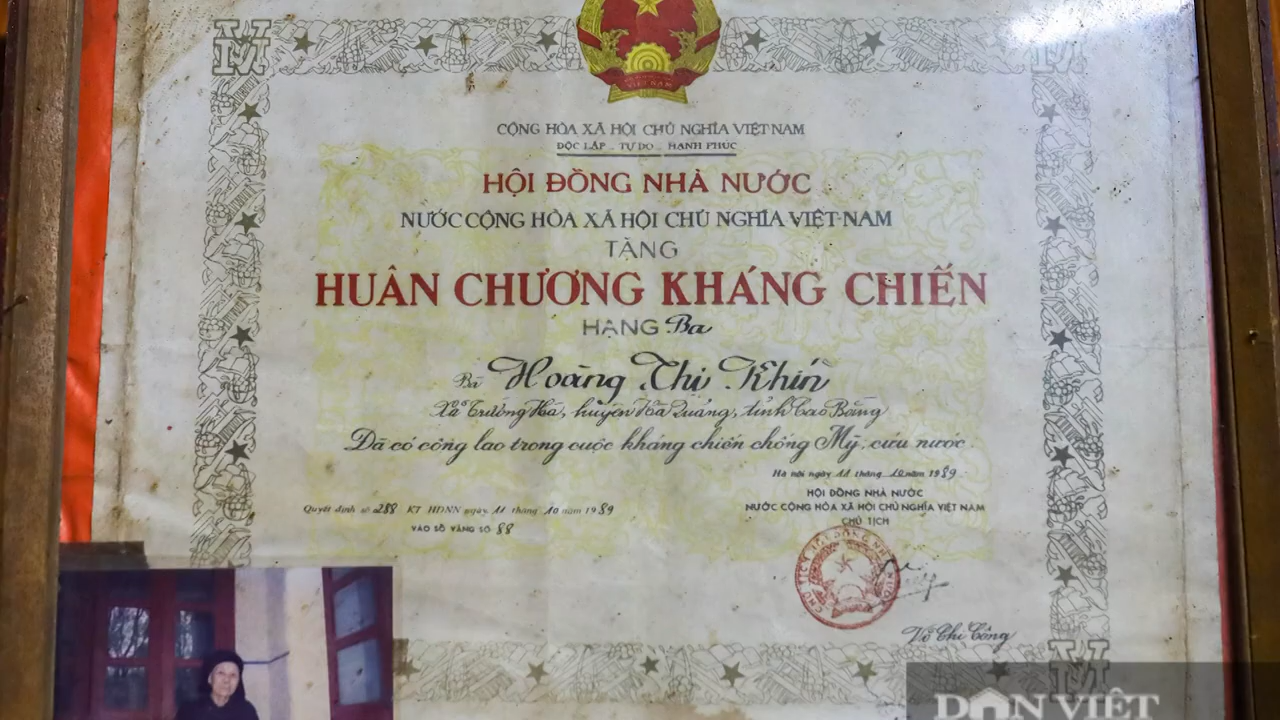 CỘNG HÒA XÃ HỘI CHỦ NGHĨA VIỆT NAM
ĐỘC LẬP _ TỰ DO _ HẠNH PHÚC
HỘI ĐỒNG NHÀ NƯỚC
NƯỚC CỘNG HÒA XÃ HỘI CHỦ NGHĨA VIỆT-NAM
TẶNG
HUÂN CHƯƠNG KHÁNG CHIẾN
HẠNG Ba
Bà Hoàng Thị Khìn
Xã Trường Hà, huyện Hà Quảng, tỉnh Cao Bằng
Đã có công lao trong cuộc kháng chiến chống Mỹ, cứu nước.
Hà nội ngày 11 tháng 10 năm 1989
HỘI ĐỒNG NHÀ NƯỚC
NƯỚC CỘNG HÒA XÃ HỘI CHỦ NGHĨA VIỆT NAM
CHỦ TỊCH
Quyết định số 288 KT/HĐNN ngày 11 tháng 10 năm 1989
VÀO SỔ VÀNG SỐ 88
Võ Chí Công
DÂN VIỆT